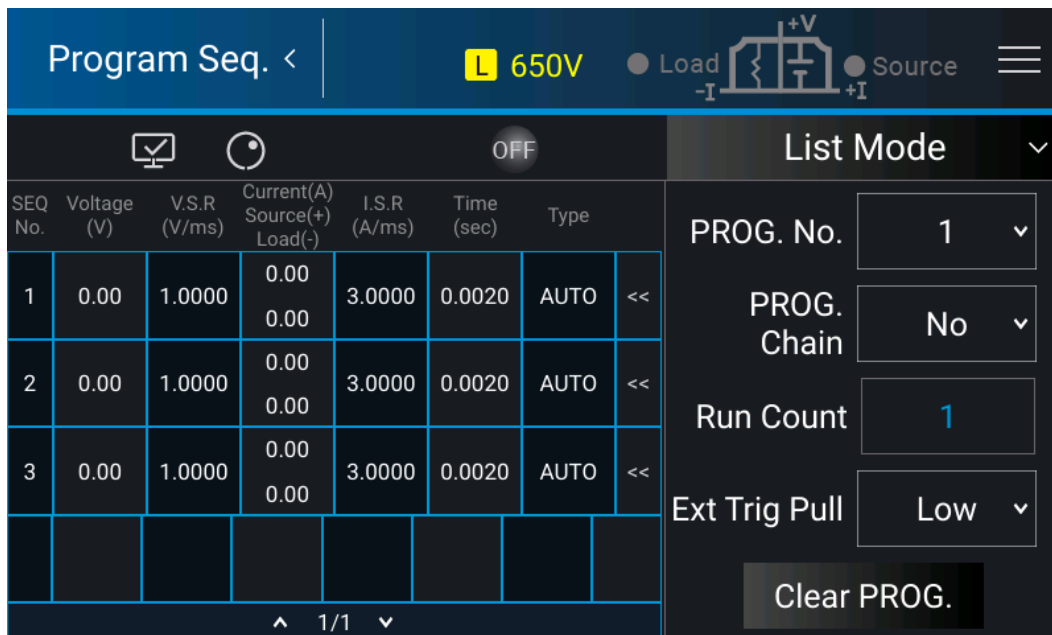 Program Seq. <
L 650V
Load
-I
+V
+I
Source
OFF
List Mode
SEQ No.
Voltage (V)
V.S.R (V/ms)
Current(A) Source(+) Load(-)
I.S.R (A/ms)
Time (sec)
Type
1 0.00 1.0000 0.00 0.00 3.0000 0.0020 AUTO <<
2 0.00 1.0000 0.00 0.00 3.0000 0.0020 AUTO <<
3 0.00 1.0000 0.00 0.00 3.0000 0.0020 AUTO <<
1/1
PROG. No. 1
PROG. Chain No
Run Count 1
Ext Trig Pull Low
Clear PROG.